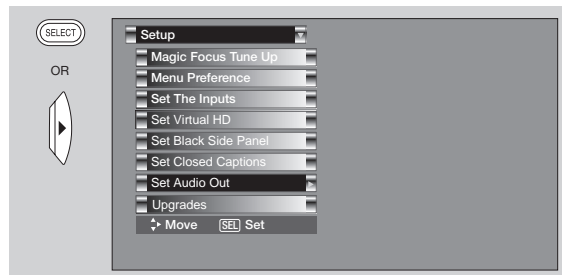 SELECT
OR
Setup
Magic Focus Tune Up
Menu Preference
Set The Inputs
Set Virtual HD
Set Black Side Panel
Set Closed Captions
Set Audio Out
Upgrades
Move SEL Set